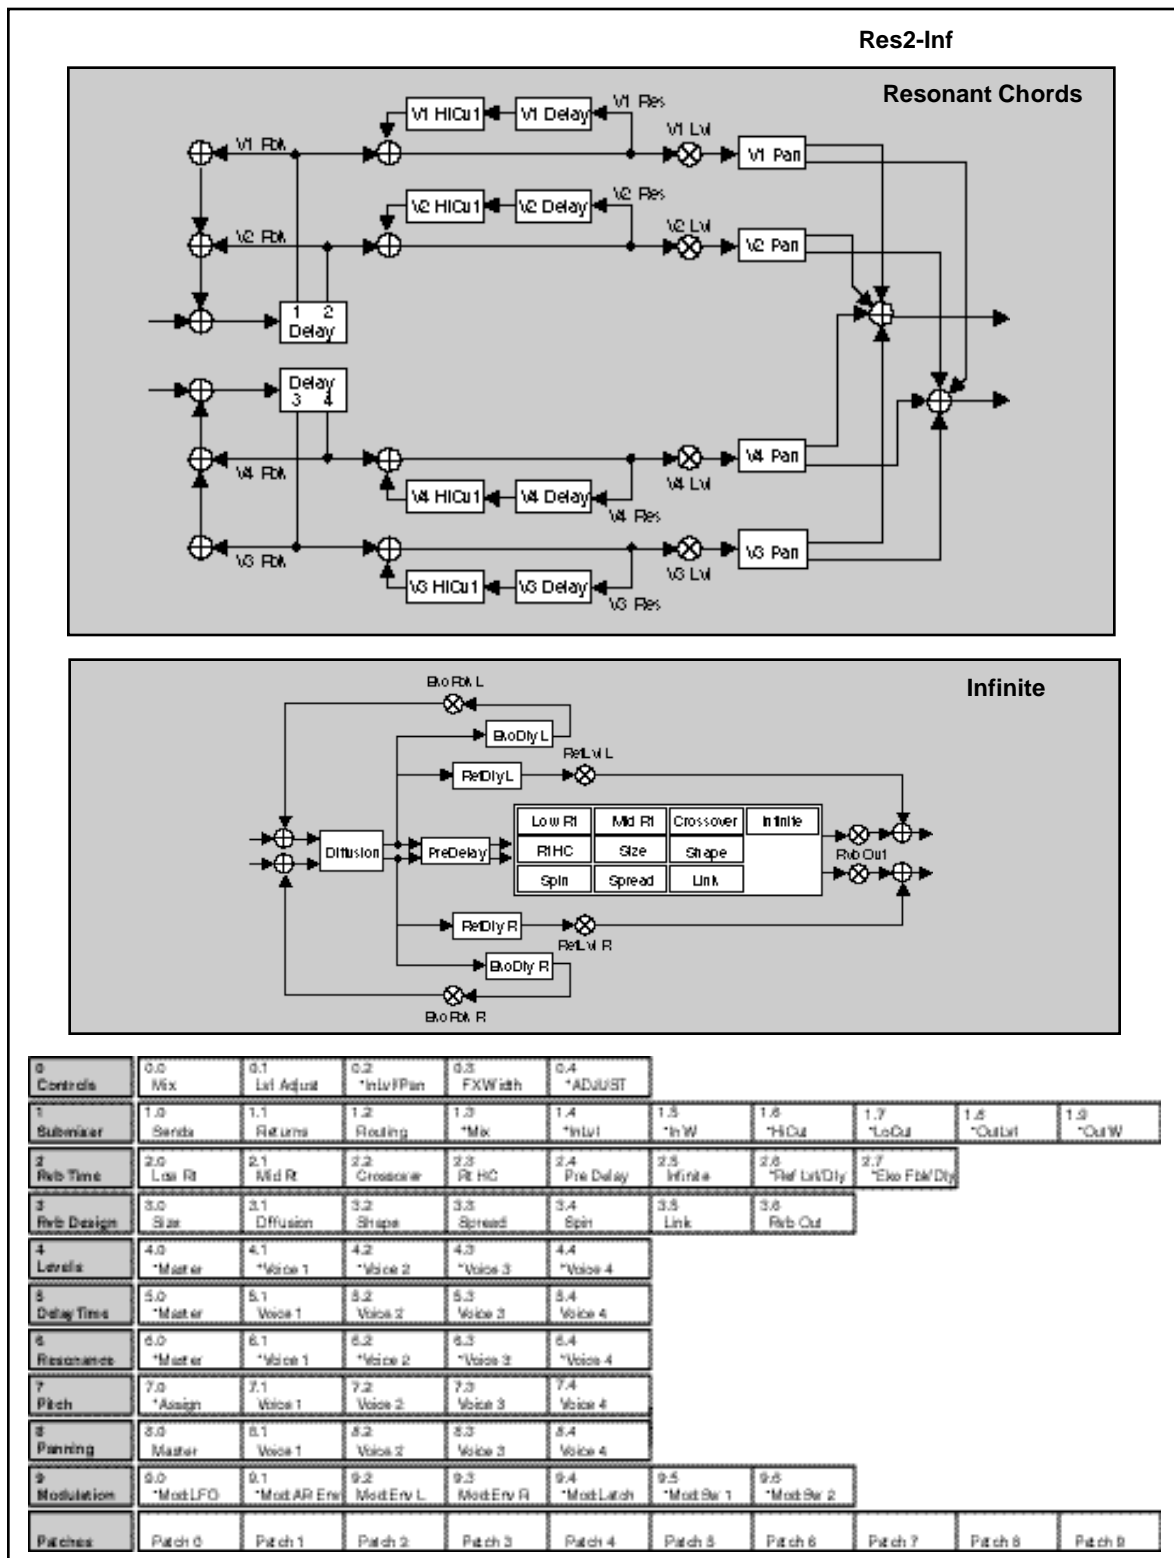 Res2-Inf
Resonant Chords
V1 HiCut V1 Delay V1 Res
V1 Fbk V1 Lvl V1 Pan
V2 HiCut V2 Delay V2 Res
V2 Fbk V2 Lvl V2 Pan
1 2
Delay
Delay
3 4
V4 Fbk V4 Lvl V4 Pan
V4 HiCut V4 Delay V4 Res
V3 Fbk V3 Lvl V3 Pan
V3 HiCut V3 Delay V3 Res
Infinite
Eko Fbk L
EkoDly L
RefLvl L
RefDly L
Low Rt Mid Rt Crossover Infinite
Diffusion PreDelay Rt HC Size Shape Rvb Out
Spin Spread Link
RefDly R
RefLvl R
EkoDly R
Eko Fbk R
0 0.0 0.1 0.2 0.3 0.4
Controls Mix Lvl Adjust *InLvl/Pan FX Width *ADJUST
1 1.0 1.1 1.2 1.3 1.4 1.5 1.6 1.7 1.8 1.9
Submixer Sends Returns Routing *Mix *InLvl *InW *HiCut *LoCut *OutLvl *OutW
2 2.0 2.1 2.2 2.3 2.4 2.5 2.6 2.7
Rvb Time Low Rt Mid Rt Crossover Rt HC Pre Delay Infinite *Ref Lvl/Dly *Eko Fbk/Dly
3 3.0 3.1 3.2 3.3 3.4 3.5 3.6
Rvb Design Size Diffusion Shape Spread Spin Link Rvb Out
4 4.0 4.1 4.2 4.3 4.4
Levels *Master *Voice 1 *Voice 2 *Voice 3 *Voice 4
5 5.0 5.1 5.2 5.3 5.4
Delay Time *Master Voice 1 Voice 2 Voice 3 Voice 4
6 6.0 6.1 6.2 6.3 6.4
Resonance *Master *Voice 1 *Voice 2 *Voice 3 *Voice 4
7 7.0 7.1 7.2 7.3 7.4
Pitch *Assign Voice 1 Voice 2 Voice 3 Voice 4
8 8.0 8.1 8.2 8.3 8.4
Panning Master Voice 1 Voice 2 Voice 3 Voice 4
9 9.0 9.1 9.2 9.3 9.4 9.5 9.6
Modulation *Mod:LFO *Mod:AR Env Mod:Env L Mod:Env R *Mod:Latch *Mod:Sw 1 *Mod:Sw 2
Patches Patch 0 Patch 1 Patch 2 Patch 3 Patch 4 Patch 5 Patch 6 Patch 7 Patch 8 Patch 9